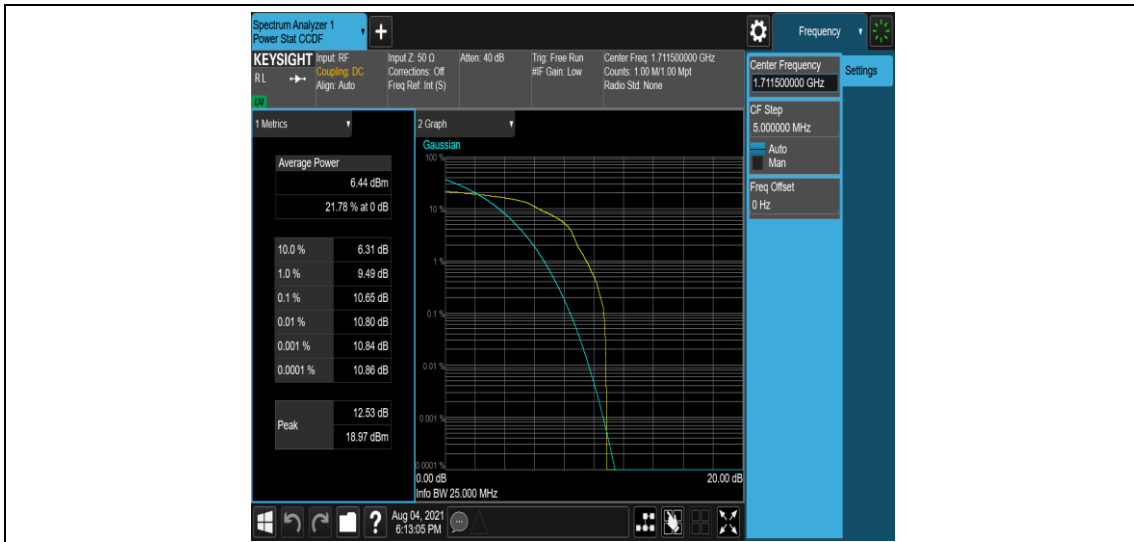 Spectrum Analyzer 1
Power Stat CCDF
+
Frequency
KEYSIGHT
RL
LM
Input: RF
Coupling: DC
Align: Auto
Input Z: 50 Ω
Corrections: Off
Freq Ref: Int (S)
Atten: 40 dB
Trig: Free Run
#IF Gain: Low
Center Freq: 1.711500000 GHz
Counts: 1.00 M/1.00 Mpt
Radio Std: None
Center Frequency
1.711500000 GHz
Settings
CF Step
5.000000 MHz
Auto
Man
Freq Offset
0 Hz
1 Metrics
Average Power
6.44 dBm
21.78 % at 0 dB
10.0 % 6.31 dB
1.0 % 9.49 dB
0.1 % 10.65 dB
0.01 % 10.80 dB
0.001 % 10.84 dB
0.0001 % 10.86 dB
Peak
12.53 dB
18.97 dBm
2 Graph
Gaussian
100 %
10 %
1 %
0.1 %
0.01 %
0.001 %
0.0001 %
0.00 dB
20.00 dB
Info BW 25.000 MHz
?
Aug 04, 2021
6:13:05 PM